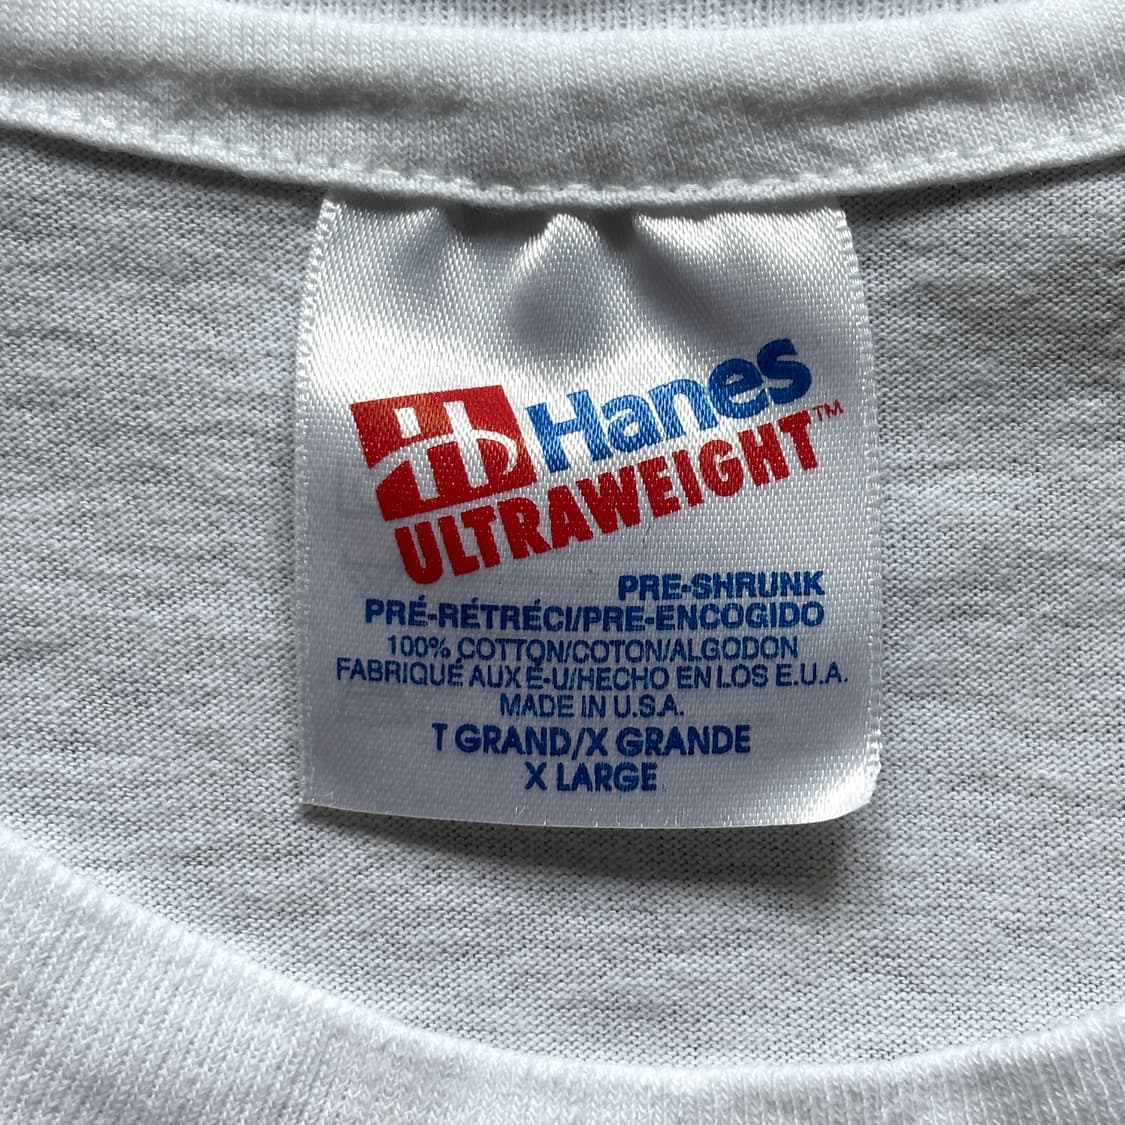 Hanes
ULTRAWEIGHT™
PRE-SHRUNK
PRÉ-RÉTRÉCI/PRE-ENCOGIDO
100% COTTON/COTON/ALGODON
FABRIQUÉ AUX É-U/HECHO EN LOS E.U.A.
MADE IN U.S.A.
T GRAND/X GRANDE
X LARGE